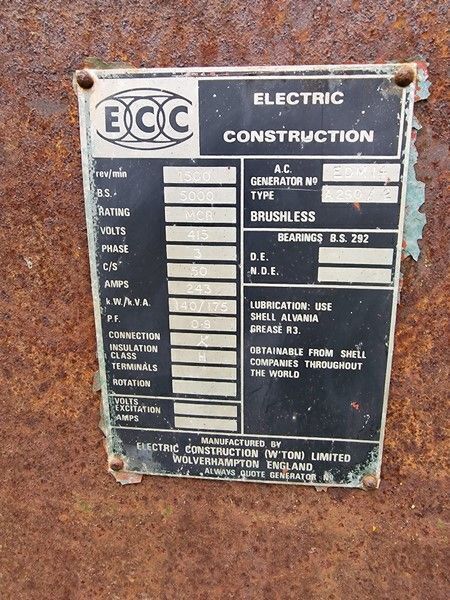 ECC
ELECTRIC
CONSTRUCTION
rev/min 1500
B.S. 5000
RATING MCR
VOLTS 415
PHASE 3
C/S 50
AMPS 243
k.W./k.V.A. 140/175
P.F. 0·8
CONNECTION
INSULATION
CLASS H
TERMINALS
ROTATION
VOLTS
EXCITATION
AMPS
A.C.
GENERATOR Nº
TYPE
BRUSHLESS
BEARINGS B.S. 292
D.E.
N.D.E.
LUBRICATION: USE
SHELL ALVANIA
GREASE R3.
OBTAINABLE FROM SHELL
COMPANIES THROUGHOUT
THE WORLD
MANUFACTURED BY
ELECTRIC CONSTRUCTION (W'TON) LIMITED
WOLVERHAMPTON ENGLAND
ALWAYS QUOTE GENERATOR Nº